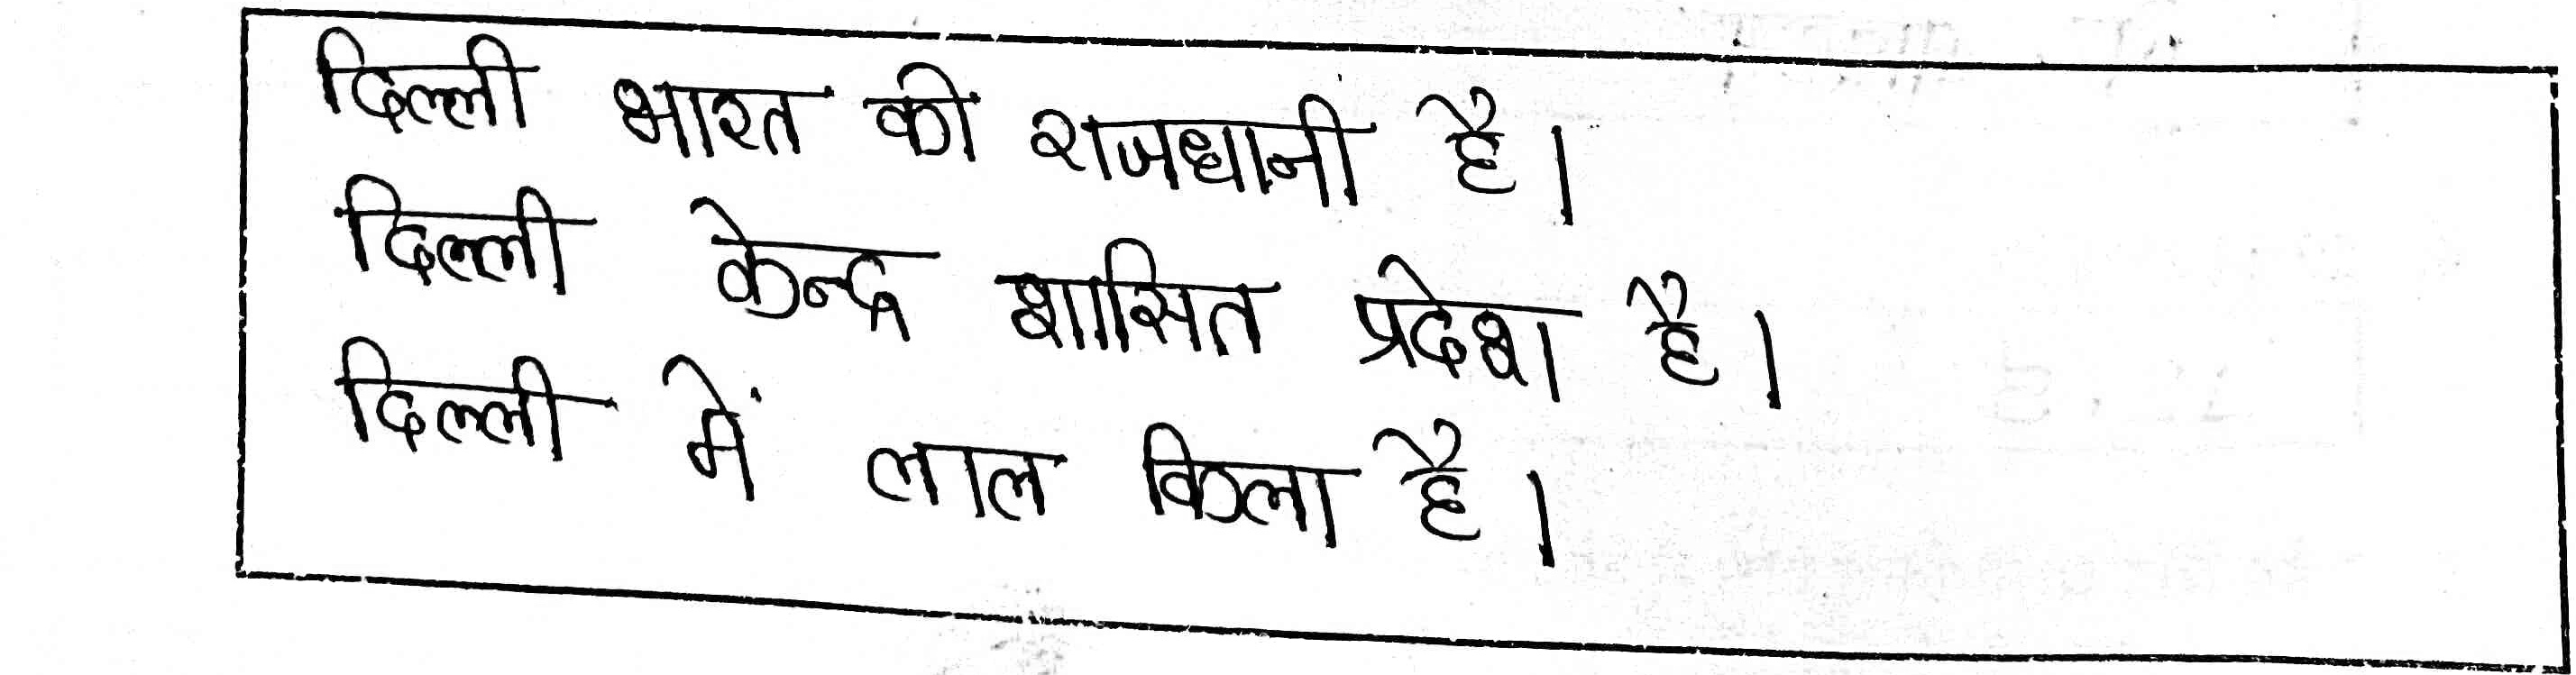 दिल्ली भारत की राजधानी है।
दिल्ली केन्द्र शासित प्रदेश है।
दिल्ली में लाल किला है।